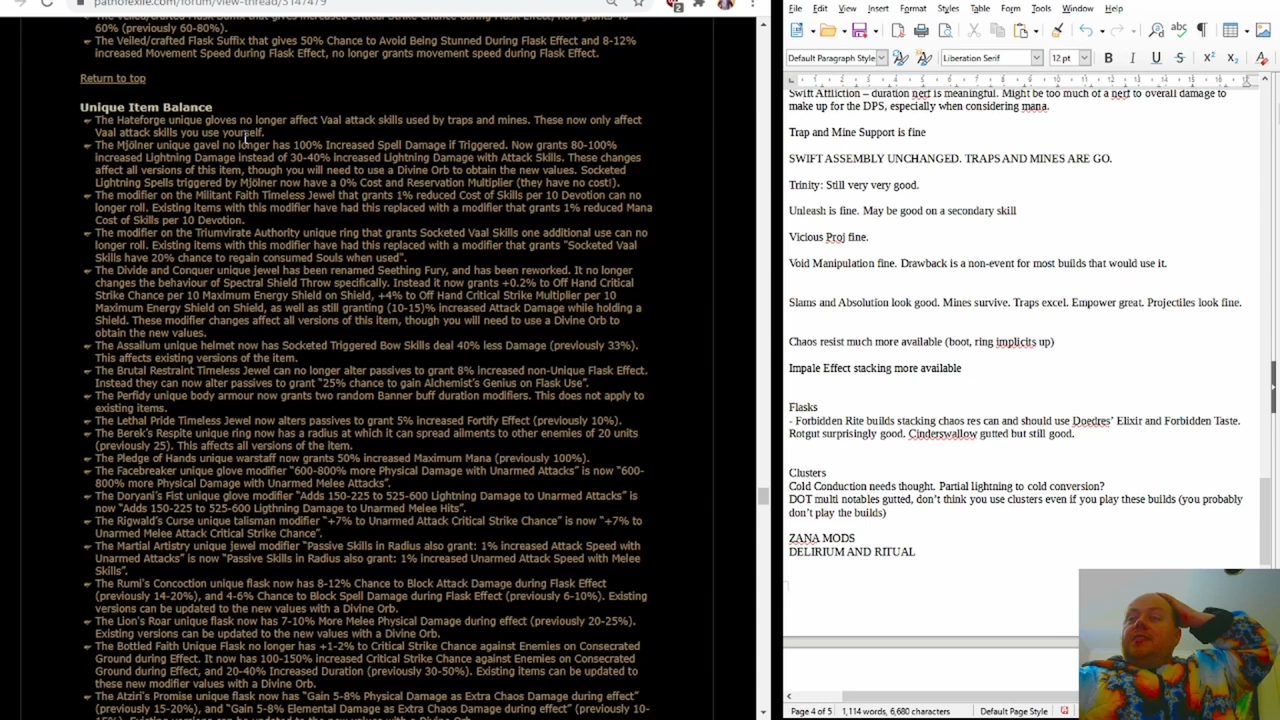 pathofexile.com/forum/view-thread/3147479
60% (previously 60-80%).
The Veiled/crafted Flask Suffix that gives 50% Chance to Avoid Being Stunned During Flask Effect and 8-12%
increased Movement Speed during Flask Effect, no longer grants movement speed during Flask Effect.
Return to top
Unique Item Balance
The Hateforge unique gloves no longer affect Vaal attack skills used by traps and mines. These now only affect
Vaal attack skills you use yourself.
The Mjölner unique gavel no longer has 100% Increased Spell Damage if Triggered. Now grants 80-100%
increased Lightning Damage instead of 30-40% increased Lightning Damage with Attack Skills. These changes
affect all versions of this item, though you will need to use a Divine Orb to obtain the new values. Socketed
Lightning Spells triggered by Mjölner now have a 0% Cost and Reservation Multiplier (they have no cost!).
The modifier on the Militant Faith Timeless Jewel that grants 1% reduced Cost of Skills per 10 Devotion can no
longer roll. Existing items with this modifier have had this replaced with a modifier that grants 1% reduced Mana
Cost of Skills per 10 Devotion.
The modifier on the Triumvirate Authority unique ring that grants Socketed Vaal Skills one additional use can no
longer roll. Existing items with this modifier have had this replaced with a modifier that grants "Socketed Vaal
Skills have 20% chance to regain consumed Souls when used".
The Divide and Conquer unique jewel has been renamed Seething Fury, and has been reworked. It no longer
changes the behaviour of Spectral Shield Throw specifically. Instead it now grants +0.2% to Off Hand Critical
Strike Chance per 10 Maximum Energy Shield on Shield, +4% to Off Hand Critical Strike Multiplier per 10
Maximum Energy Shield on Shield, as well as still granting (10-15)% increased Attack Damage while holding a
Shield. These modifier changes affect all versions of this item, though you will need to use a Divine Orb to
obtain the new values.
The Assailum unique helmet now has Socketed Triggered Bow Skills deal 40% less Damage (previously 33%).
This affects existing versions of the item.
The Brutal Restraint Timeless Jewel can no longer alter passives to grant 8% increased non-Unique Flask Effect.
Instead they can now alter passives to grant "25% chance to gain Alchemist's Genius on Flask Use".
The Perfidy unique body armour now grants two random Banner buff duration modifiers. This does not apply to
existing items.
The Lethal Pride Timeless Jewel now alters passives to grant 5% increased Fortify Effect (previously 10%).
The Berek's Respite unique ring now has a radius at which it can spread ailments to other enemies of 20 units
(previously 25). This affects all versions of the item.
The Pledge of Hands unique warstaff now grants 50% increased Maximum Mana (previously 100%).
The Facebreaker unique glove modifier "600-800% more Physical Damage with Unarmed Attacks" is now "600-
800% more Physical Damage with Unarmed Melee Attacks".
The Doryani's Fist unique glove modifier "Adds 150-225 to 525-600 Lightning Damage to Unarmed Attacks" is
now "Adds 150-225 to 525-600 Ligthning Damage to Unarmed Melee Hits".
The Rigwald's Curse unique talisman modifier "+7% to Unarmed Attack Critical Strike Chance" is now "+7% to
Unarmed Melee Attack Critical Strike Chance".
The Martial Artistry unique jewel modifier "Passive Skills in Radius also grant: 1% increased Attack Speed with
Unarmed Attacks" is now "Passive Skills in Radius also grant: 1% increased Unarmed Attack Speed with Melee
Skills".
The Rumi's Concoction unique flask now has 8-12% Chance to Block Attack Damage during Flask Effect
(previously 14-20%), and 4-6% Chance to Block Spell Damage during Flask Effect (previously 6-10%). Existing
versions can be updated to the new values with a Divine Orb.
The Lion's Roar unique flask now has 7-10% More Melee Physical Damage during effect (previously 20-25%).
Existing versions can be updated to the new values with a Divine Orb.
The Bottled Faith Unique Flask no longer has +1-2% to Critical Strike Chance against Enemies on Consecrated
Ground during Effect. It now has 100-150% increased Critical Strike Chance against Enemies on Consecrated
Ground during Effect, and 20-40% Increased Duration (previously 30-50%). Existing items can be updated to
these new modifier values with a Divine Orb.
The Atziri's Promise unique flask now has "Gain 5-8% Physical Damage as Extra Chaos Damage during effect"
(previously 15-20%), and "Gain 5-8% Elemental Damage as Extra Chaos Damage during effect" (previously 10-
File Edit View Insert Format Styles Table Form Tools Window Help
Default Paragraph Style Liberation Serif 12 pt
Swift Affliction – duration nerf is meaningful. Might be too much of a nerf to overall damage to
make up for the DPS, especially when considering mana.
Trap and Mine Support is fine
SWIFT ASSEMBLY UNCHANGED. TRAPS AND MINES ARE GO.
Trinity: Still very very good.
Unleash is fine. May be good on a secondary skill
Vicious Proj fine.
Void Manipulation fine. Drawback is a non-event for most builds that would use it.
Slams and Absolution look good. Mines survive. Traps excel. Empower great. Projectiles look fine.
Chaos resist much more available (boot, ring implicits up)
Impale Effect stacking more available
Flasks
- Forbidden Rite builds stacking chaos res can and should use Doedres' Elixir and Forbidden Taste.
Rotgut surprisingly good. Cinderswallow gutted but still good.
Clusters
Cold Conduction needs thought. Partial lightning to cold conversion?
DOT multi notables gutted, don't think you use clusters even if you play these builds (you probably
don't play the builds)
ZANA MODS
DELIRIUM AND RITUAL
Page 4 of 5 1,114 words, 6,680 characters Default Page Style